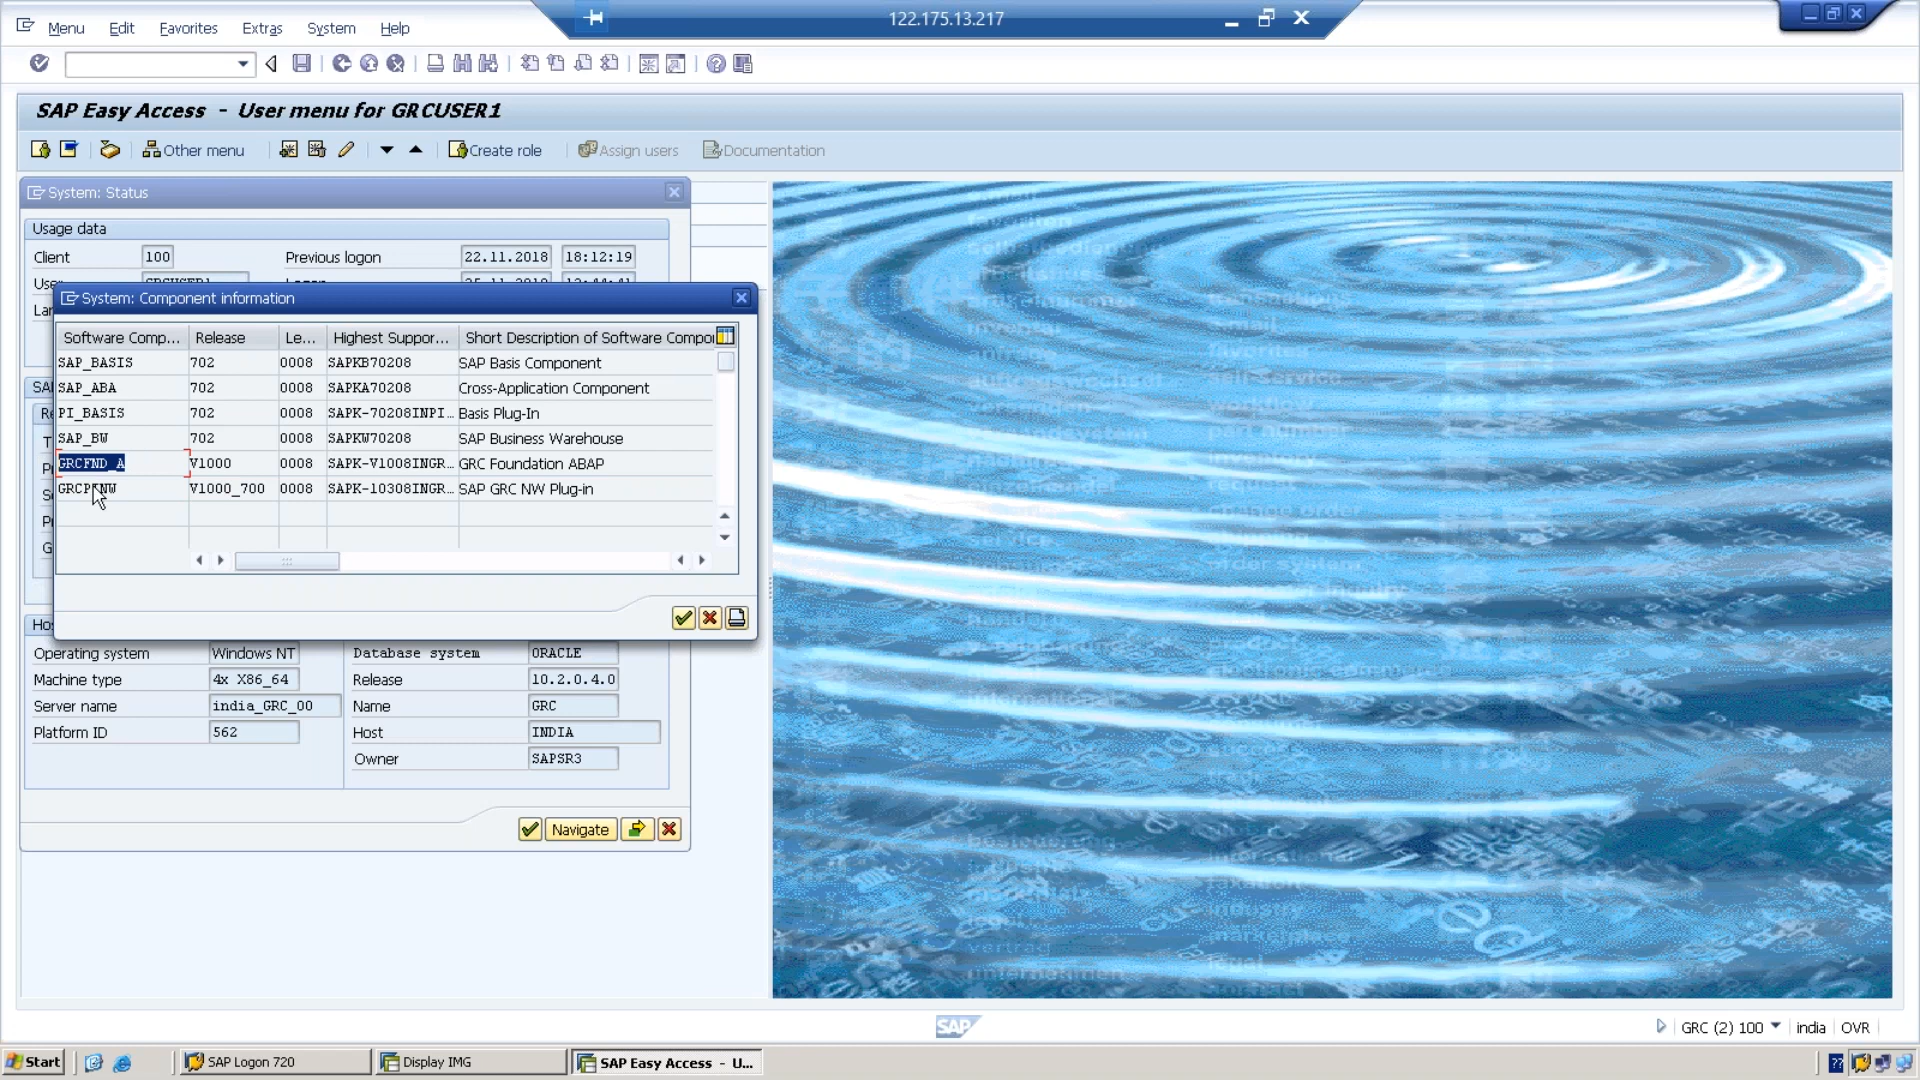 122.175.13.217
Menu Edit Favorites Extras System Help
SAP Easy Access - User menu for GRCUSER1
Other menu Create role Assign users Documentation
System: Status
Usage data
Client 100 Previous logon 22.11.2018 18:12:19
System: Component information
Software Comp... Release Le... Highest Suppor... Short Description of Software Compo
SAP_BASIS 702 0008 SAPKB70208 SAP Basis Component
SAP_ABA 702 0008 SAPKA70208 Cross-Application Component
PI_BASIS 702 0008 SAPK-70208INPI... Basis Plug-In
SAP_BW 702 0008 SAPKW70208 SAP Business Warehouse
GRCFND_A V1000 0008 SAPK-V1008INGR... GRC Foundation ABAP
GRCPINW V1000_700 0008 SAPK-10308INGR... SAP GRC NW Plug-in
Operating system Windows NT Database system ORACLE
Machine type 4x X86_64 Release 10.2.0.4.0
Server name india_GRC_00 Name GRC
Platform ID 562 Host INDIA
Owner SAPSR3
Navigate
SAP
GRC (2) 100 india OVR
Start SAP Logon 720 Display IMG SAP Easy Access - U...